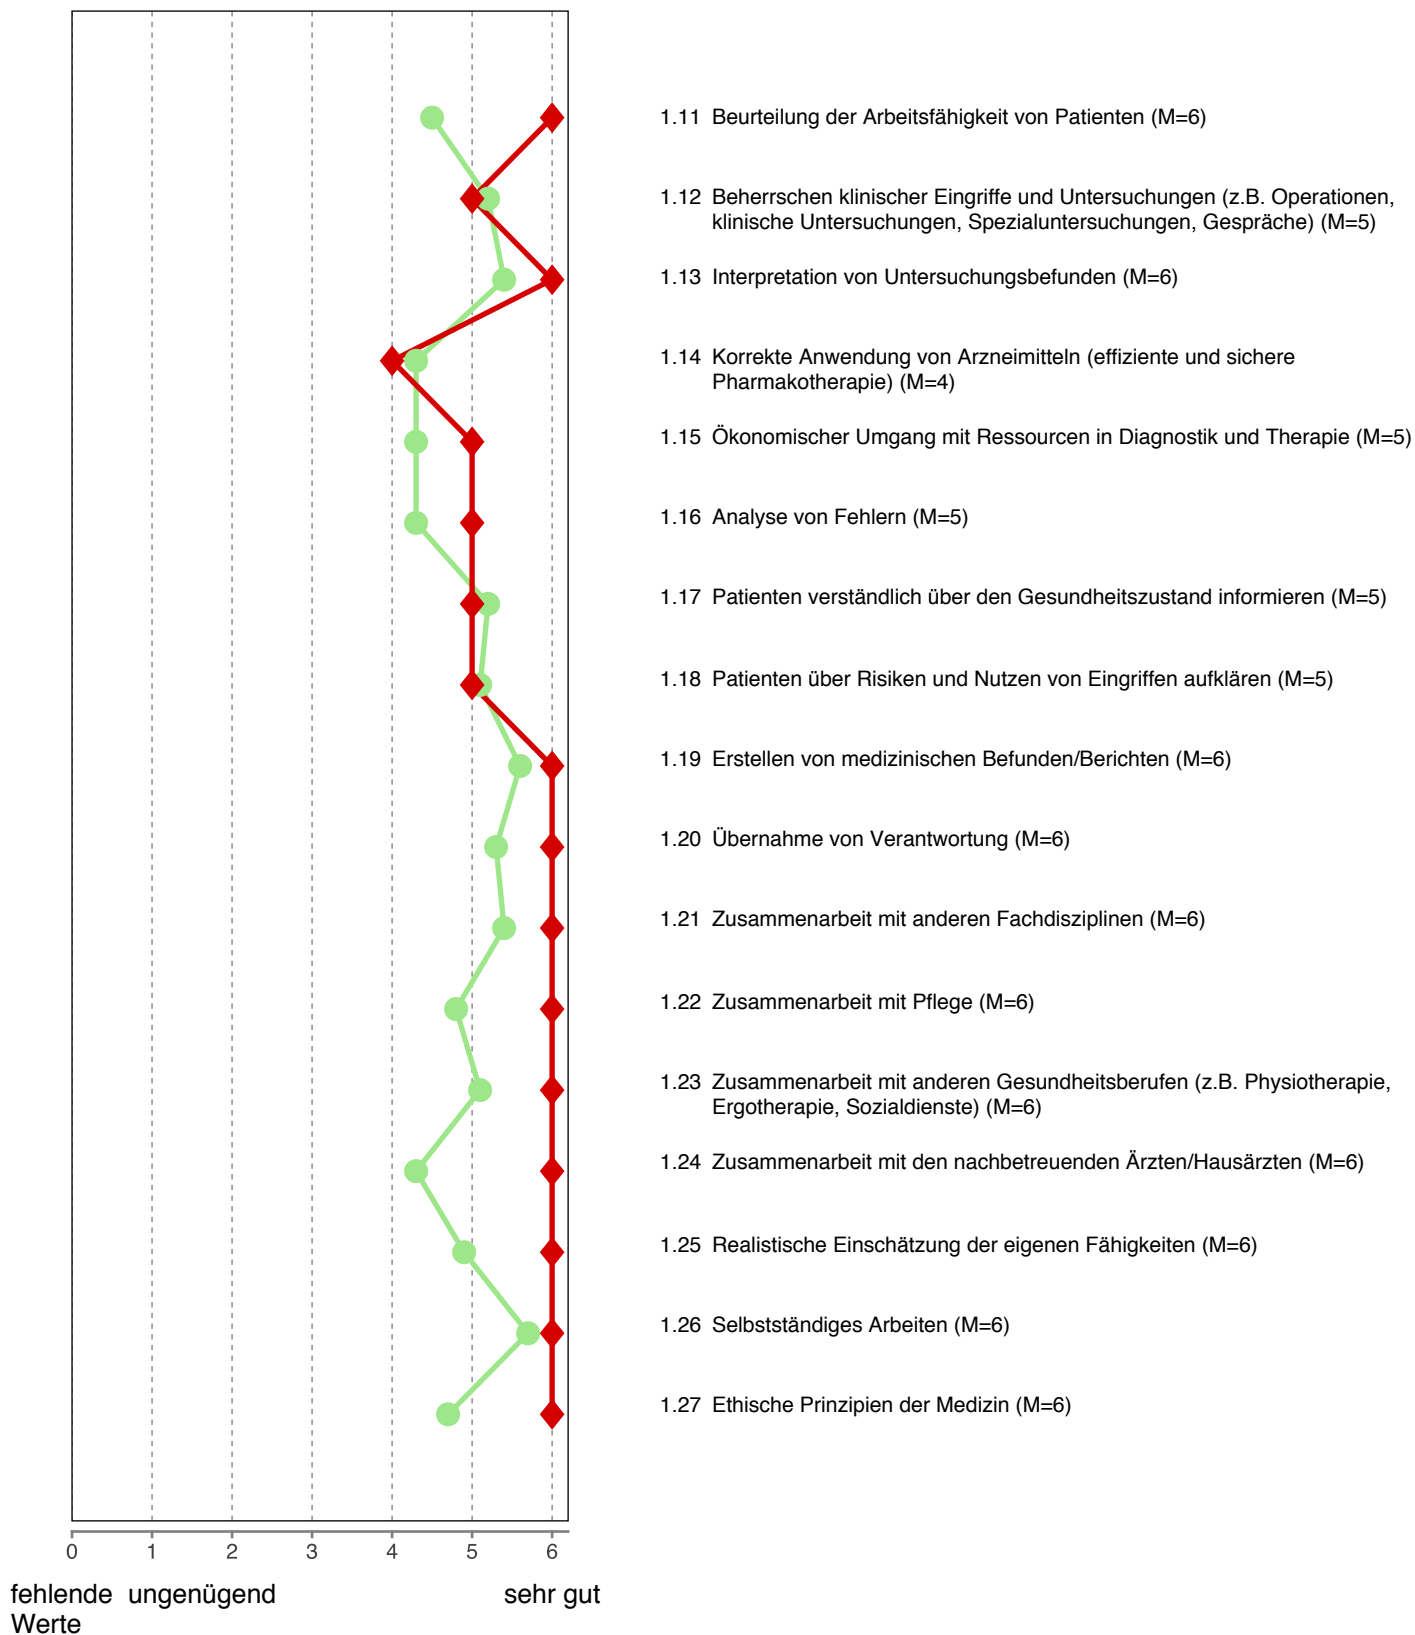 1.11 Beurteilung der Arbeitsfähigkeit von Patienten (M=6)
1.12 Beherrschen klinischer Eingriffe und Untersuchungen (z.B. Operationen,
klinische Untersuchungen, Spezialuntersuchungen, Gespräche) (M=5)
1.13 Interpretation von Untersuchungsbefunden (M=6)
1.14 Korrekte Anwendung von Arzneimitteln (effiziente und sichere
Pharmakotherapie) (M=4)
1.15 Ökonomischer Umgang mit Ressourcen in Diagnostik und Therapie (M=5)
1.16 Analyse von Fehlern (M=5)
1.17 Patienten verständlich über den Gesundheitszustand informieren (M=5)
1.18 Patienten über Risiken und Nutzen von Eingriffen aufklären (M=5)
1.19 Erstellen von medizinischen Befunden/Berichten (M=6)
1.20 Übernahme von Verantwortung (M=6)
1.21 Zusammenarbeit mit anderen Fachdisziplinen (M=6)
1.22 Zusammenarbeit mit Pflege (M=6)
1.23 Zusammenarbeit mit anderen Gesundheitsberufen (z.B. Physiotherapie,
Ergotherapie, Sozialdienste) (M=6)
1.24 Zusammenarbeit mit den nachbetreuenden Ärzten/Hausärzten (M=6)
1.25 Realistische Einschätzung der eigenen Fähigkeiten (M=6)
1.26 Selbstständiges Arbeiten (M=6)
1.27 Ethische Prinzipien der Medizin (M=6)
0 1 2 3 4 5 6
fehlende ungenügend sehr gut
Werte